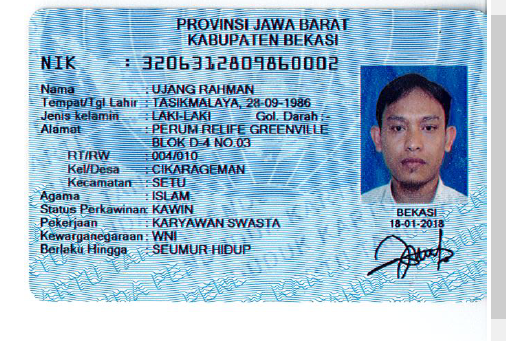 PROVINSI JAWA BARAT
KABUPATEN BEKASI
NIK : 3206312809860002
Nama : UJANG RAHMAN
Tempat/Tgl Lahir : TASIKMALAYA, 28-09-1986
Jenis kelamin : LAKI-LAKI Gol. Darah :-
Alamat : PERUM RELIFE GREENVILLE
BLOK D-4 NO.03
RT/RW : 004/010
Kel/Desa : CIKARAGEMAN
Kecamatan : SETU
Agama : ISLAM
Status Perkawinan: KAWIN
Pekerjaan : KARYAWAN SWASTA
Kewarganegaraan : WNI
Berlaku Hingga : SEUMUR HIDUP
BEKASI
18-01-2018